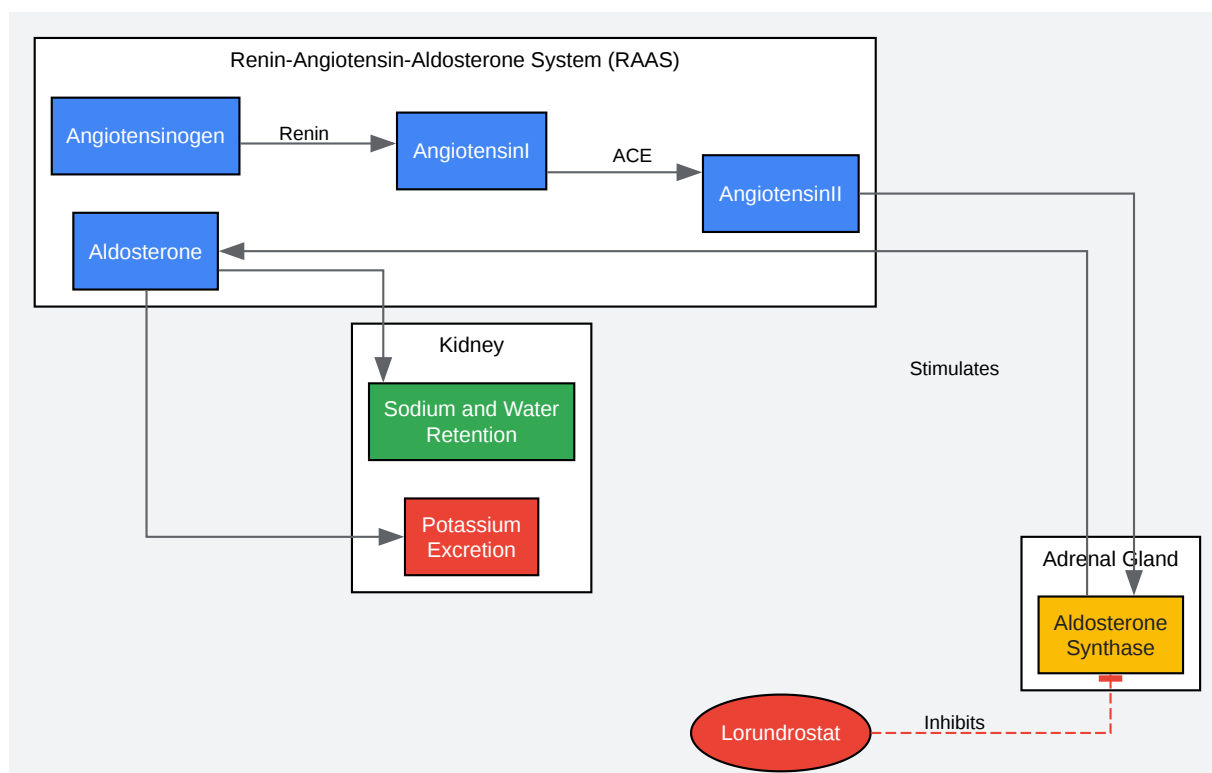 Renin-Angiotensin-Aldosterone System (RAAS)
Angiotensinogen
Renin
AngiotensinI
ACE
AngiotensinII
Aldosterone
Kidney
Sodium and Water
Retention
Stimulates
Potassium
Excretion
Adrenal Gland
Aldosterone
Synthase
Lorundrostat
Inhibits